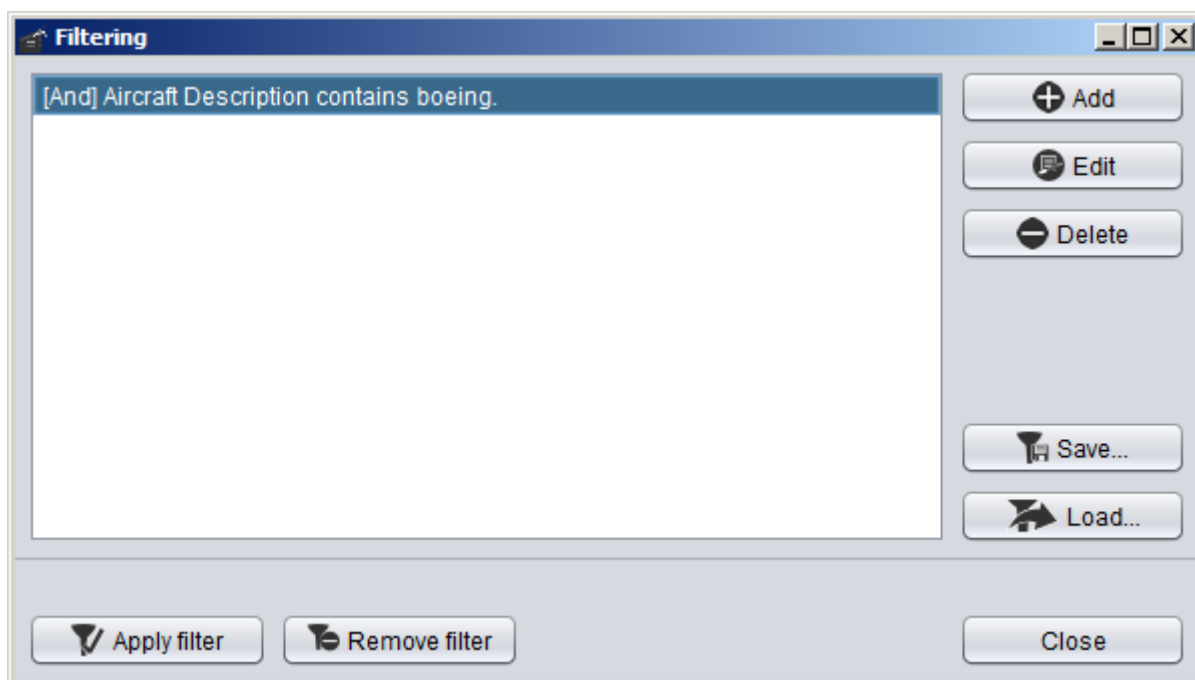 Filtering
[And] Aircraft Description contains boeing.
Add
Edit
Delete
Save...
Load...
Apply filter
Remove filter
Close